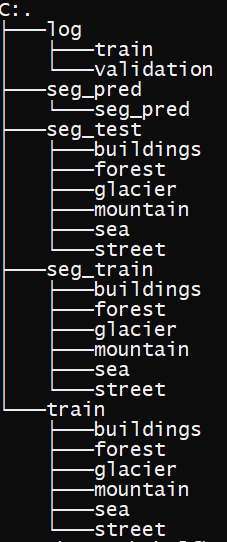 C:.
├───log
│   ├───train
│   └───validation
├───seg_pred
│   └───seg_pred
├───seg_test
│   ├───buildings
│   ├───forest
│   ├───glacier
│   ├───mountain
│   ├───sea
│   └───street
├───seg_train
│   ├───buildings
│   ├───forest
│   ├───glacier
│   ├───mountain
│   ├───sea
│   └───street
└───train
    ├───buildings
    ├───forest
    ├───glacier
    ├───mountain
    ├───sea
    └───street